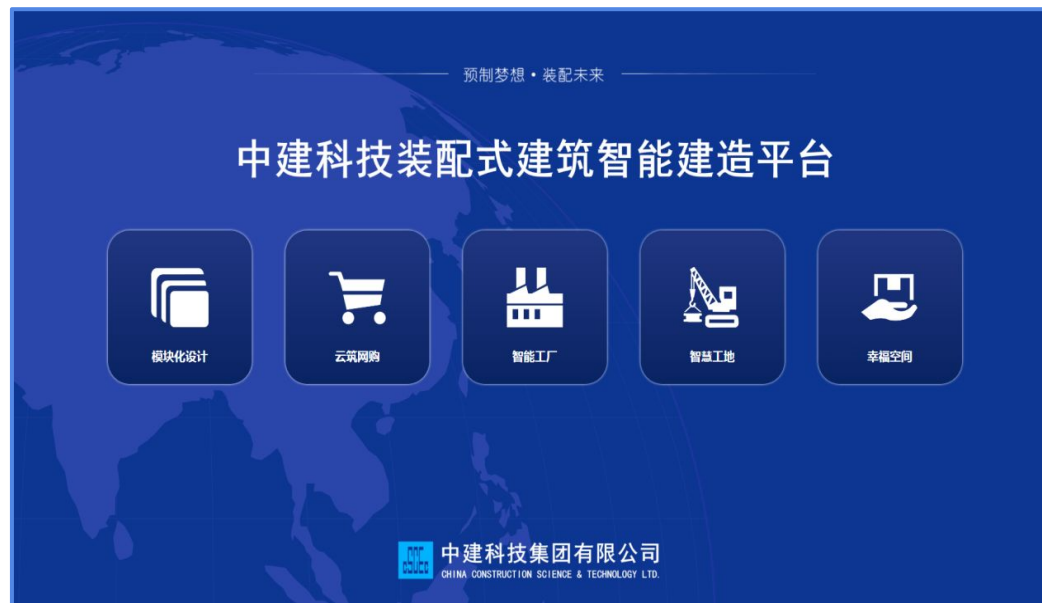 预制梦想•装配未来
中建科技装配式建筑智能建造平台
模块化设计
云筑网购
智能工厂
智慧工地
幸福空间
中建科技集团有限公司
CHINA CONSTRUCTION SCIENCE & TECHNOLOGY LTD.